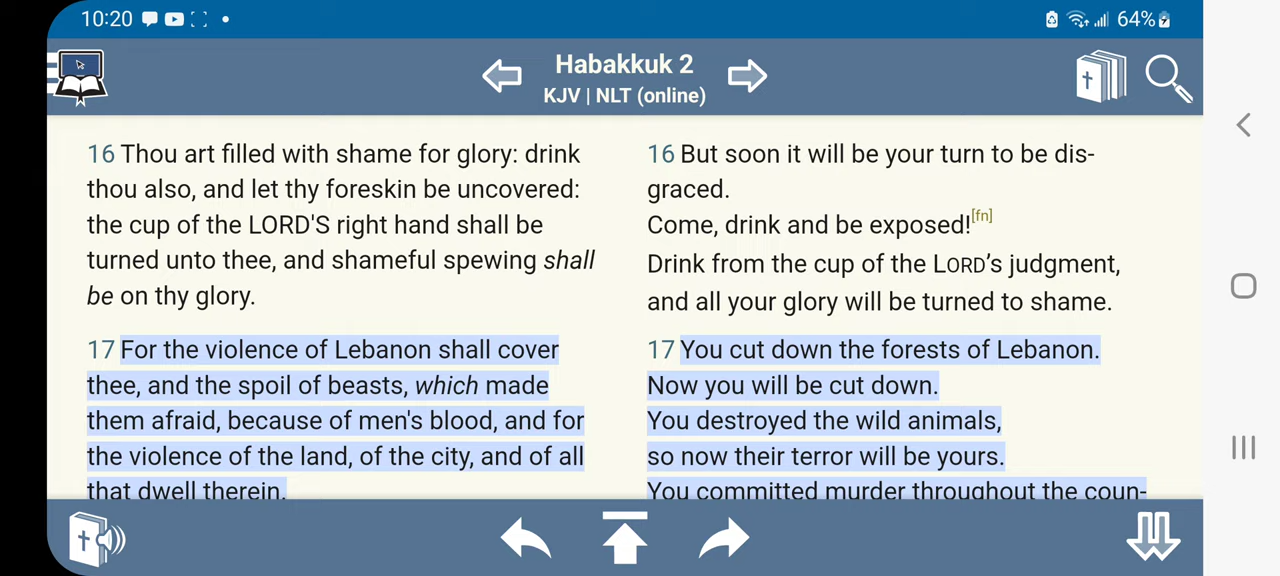 10:20
64%
Habakkuk 2
KJV | NLT (online)
16 Thou art filled with shame for glory: drink
thou also, and let thy foreskin be uncovered:
the cup of the LORD'S right hand shall be
turned unto thee, and shameful spewing shall
be on thy glory.
17 For the violence of Lebanon shall cover
thee, and the spoil of beasts, which made
them afraid, because of men's blood, and for
the violence of the land, of the city, and of all
that dwell therein.
16 But soon it will be your turn to be dis-
graced.
Come, drink and be exposed![fn]
Drink from the cup of the LORD’s judgment,
and all your glory will be turned to shame.
17 You cut down the forests of Lebanon.
Now you will be cut down.
You destroyed the wild animals,
so now their terror will be yours.
You committed murder throughout the coun-